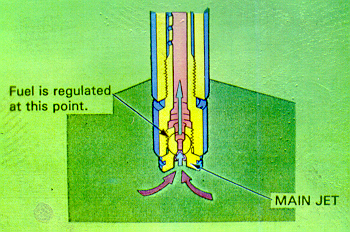 Fuel is regulated
at this point.
MAIN JET